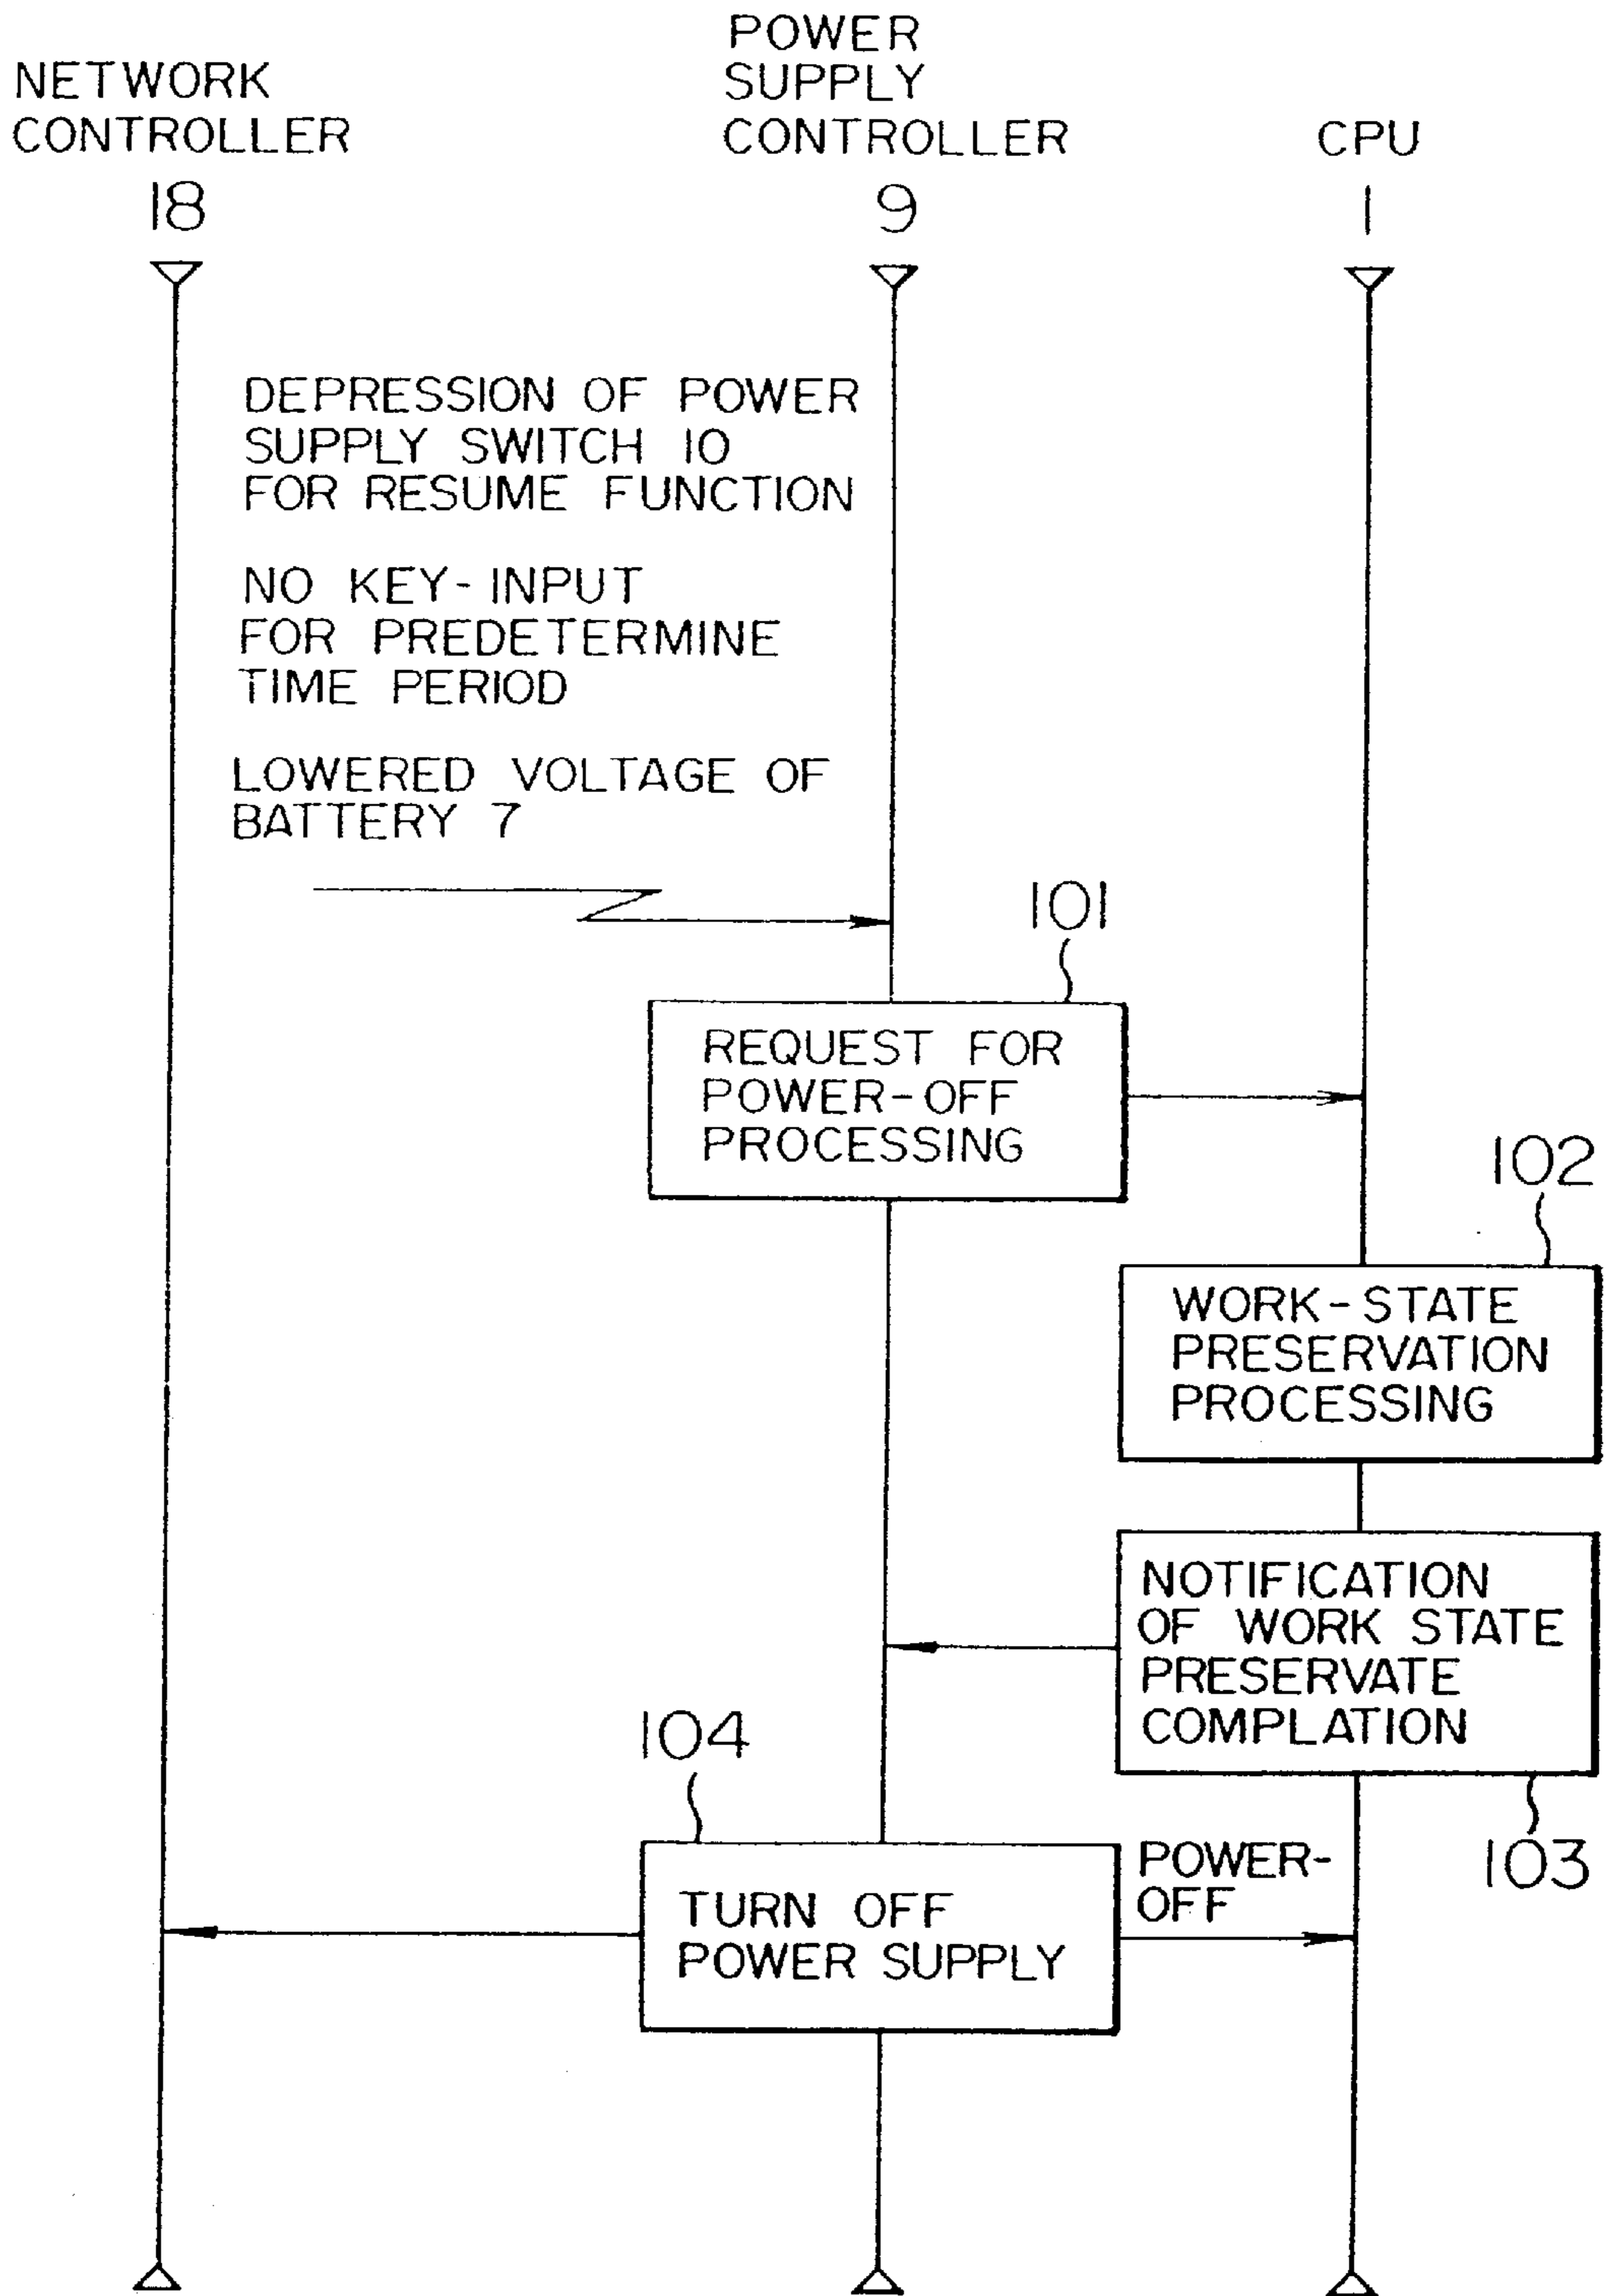 NETWORK
CONTROLLER
18
POWER
SUPPLY
CONTROLLER
9
CPU
1
DEPRESSION OF POWER
SUPPLY SWITCH 10
FOR RESUME FUNCTION
NO KEY-INPUT
FOR PREDETERMINE
TIME PERIOD
LOWERED VOLTAGE OF
BATTERY 7
101
REQUEST FOR
POWER-OFF
PROCESSING
102
WORK-STATE
PRESERVATION
PROCESSING
NOTIFICATION
OF WORK STATE
PRESERVATE
COMPLATION
103
104
TURN OFF
POWER SUPPLY
POWER-
OFF